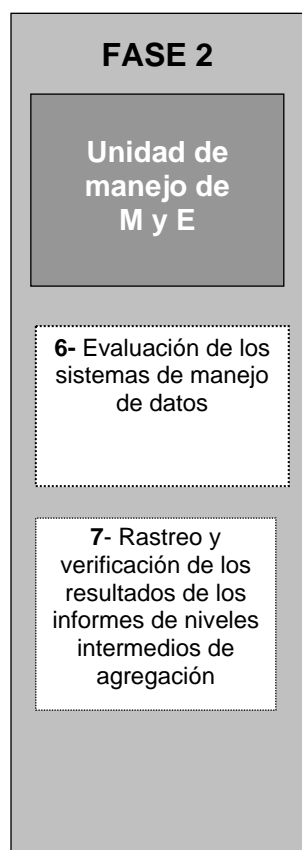 FASE 2
Unidad de
manejo de
M y E
6- Evaluación de los
sistemas de manejo
de datos
7- Rastreo y
verificación de los
resultados de los
informes de niveles
intermedios de
agregación